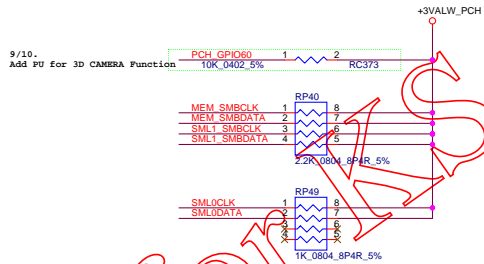 +3VALW_PCH
9/10.
Add PU for 3D CAMERA Function
PCH_GPIO60 1 2
10K_0402_5% RC373
RP40
MEM_SMBCLK 1 8
MEM_SMBDATA 2 7
SML1_SMBCLK 3 6
SML1_SMBDATA 4 5
2.2K_0804_8P4R_5%
RP49
SML0CLK 1 8
SML0DATA 2 7
3 6
4 5
1K_0804_8P4R_5%